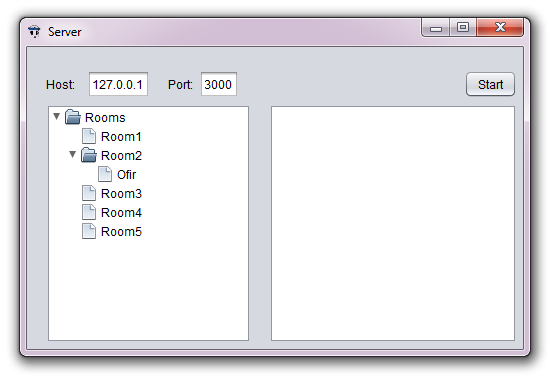 Server
Host: 127.0.0.1 Port: 3000 Start
Rooms
Room1
Room2
Ofir
Room3
Room4
Room5